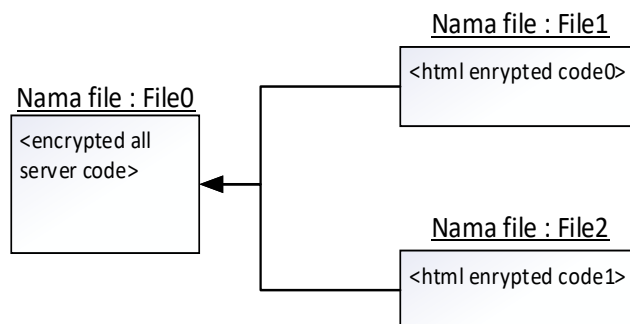 Nama file : File0
<encrypted all
server code>
Nama file : File1
<html enrypted code0>
Nama file : File2
<html enrypted code1>